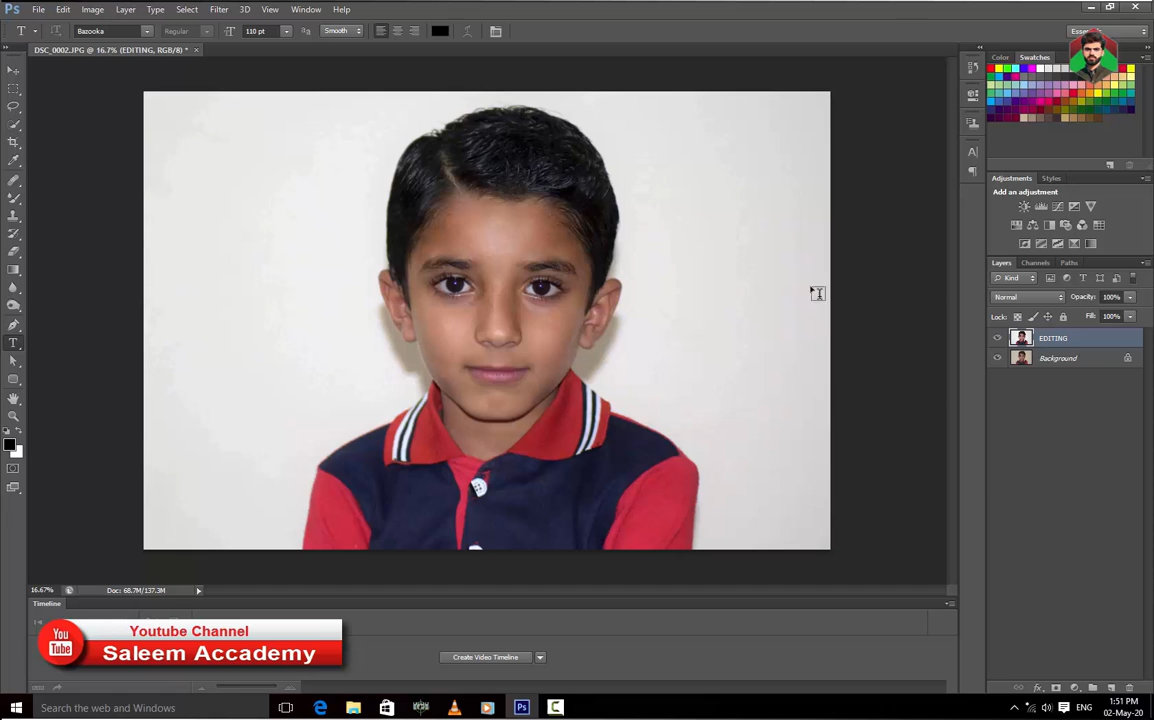 Ps File Edit Image Layer Type Select Filter 3D View Window Help
T Bazooka Regular 110 pt Smooth
DSC_0002.JPG @ 16.7% (EDITING, RGB/8) * ×
Color Swatches
Adjustments Styles
Add an adjustment
Layers Channels Paths
Kind
Normal Opacity: 100%
Lock: Fill: 100%
EDITING
Background
16.67% Doc: 68.7M/137.3M
Timeline
You Tube
Youtube Channel
Saleem Accademy
Create Video Timeline
Search the web and Windows
ENG
1:51 PM
02-May-20